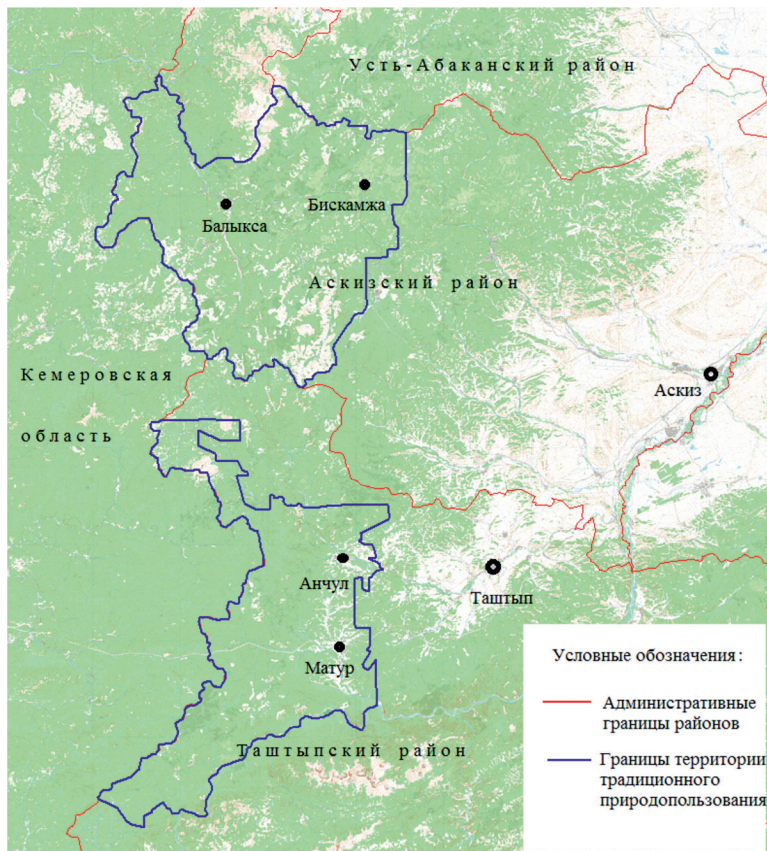 Усть-Абаканский район
Бискамжа
Балыкса
Аскизский район
Кемеровская
Аскиз
область
Анчул
Таштып
Матур
Условные обозначения:
Административные
границы районов
Таштыпский район
Границы территории
традиционного
природопользования